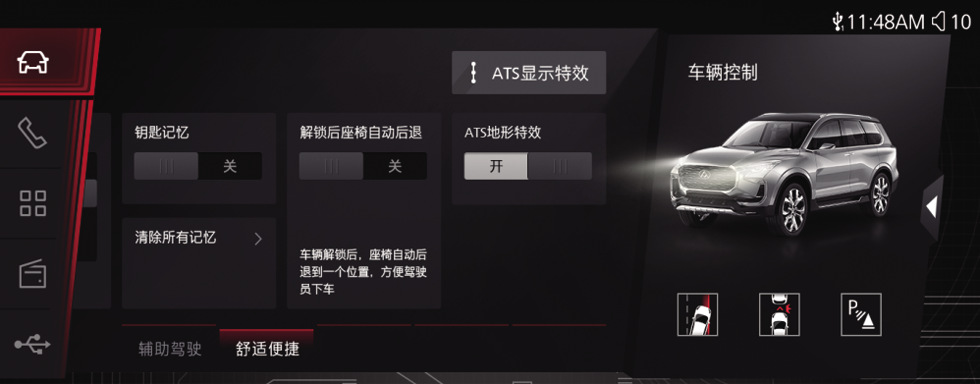 11:48AM 10
ATS显示特效
车辆控制
钥匙记忆
关
清除所有记忆
解锁后座椅自动后退
关
车辆解锁后，座椅自动后
退到一个位置，方便驾驶
员下车
ATS地形特效
开
P
辅助驾驶
舒适便捷